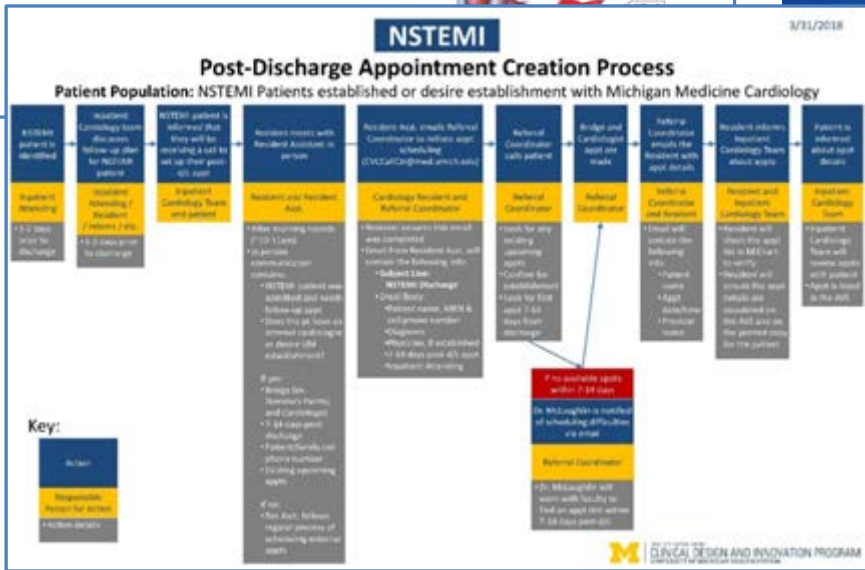 3/31/2018
NSTEMI
Post-Discharge Appointment Creation Process
Patient Population: NSTEMI Patients established or desire establishment with Michigan Medicine Cardiology
NSTEMI
patient is
identified
Inpatient
Attending
prior to
discharge
Inpatient
Cardiology team
discusses
follow up plan
for NSTEMI
patient
Inpatient
Attending /
Resident
prior to
discharge
NSTEMI patient is
informed that
they will be
receiving a call to
set up their post-
d/c appt
Inpatient
Cardiology Team
and patient
Resident meets with
Resident Assistant in
person
Resident and Resident
Asst.
• After morning rounds
• In person
communication
contains:
• NSTEMI patient was
admitted and needs
follow-up appt
• Does the pt have an
internal cardiologist
or desire UM
establishment?
If yes:
and Cardiologist
• 7-14 days post
discharge
• Patient/family cell
phone number
• Existing upcoming
appts
If no:
• Res Asst. follows
regular process of
scheduling external
appts
Resident Asst. emails Referral
Coordinator to initiate appt
scheduling
Cardiology Resident and
Referral Coordinator
• Resident ensures this email
was completed
• Email from Resident Asst. will
contain the following info:
• Subject Line:
NSTEMI Discharge
• Email Body:
• Patient name, MRN &
cell phone number
• Diagnosis
• Physician, if established
• 7-14 days post-d/c appt
• Inpatient Attending
Referral
Coordinator
calls patient
Referral
Coordinator
• Look for any
existing
upcoming
appts
• Confirm
establishment
• Look for first
appt 7-14
days from
discharge
Bridge and
Cardiologist
appt are
made
Referral
Coordinator
Referral
Coordinator
emails the
Resident with
appt details
Referral
Coordinator
and Resident
• Email will
contain the
following
info:
• Patient
name
• Appt
date/time
• Provider
name
Resident informs
Inpatient
Cardiology Team
about appts
Resident and
Inpatient
Cardiology Team
• Resident will
check the appt
in MiChart
to verify
• Resident will
ensure the appt
details are
on the AVS and on
the printed copy
for the patient
Patient is
informed
about appt
details
Inpatient
Cardiology
Team
• Inpatient
Cardiology
Team will
review appts
with patient
• Appt is listed
in the AVS
If no available spots
within 7-14 days
Dr. McLaughlin is notified
of scheduling difficulties
via email
Referral Coordinator
• Dr. McLaughlin will
work with faculty to
find an appt slot within
7-14 days post-d/c
Key:
Action
Responsible
Person for Action
• Action details
M
CLINICAL DESIGN AND INNOVATION PROGRAM